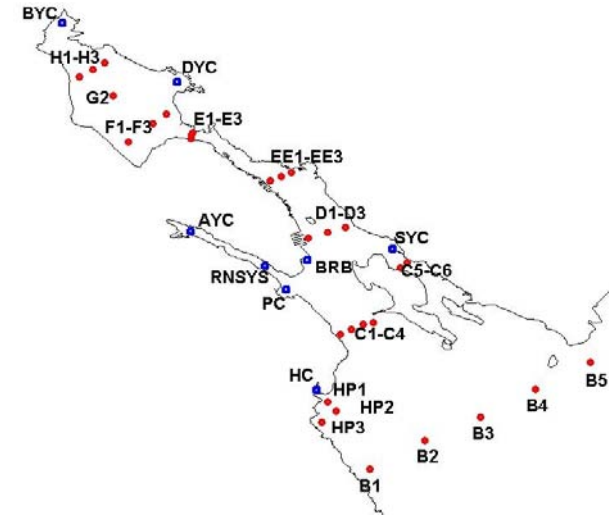 BYC
H1-H3
DYC
G2
E1-E3
F1-F3
EE1-EE3
D1-D3
AYC
SYC
RNSYS
BRB
C5-C6
PC
C1-C4
HC
HP1
B5
HP2
B4
HP3
B3
B2
B1